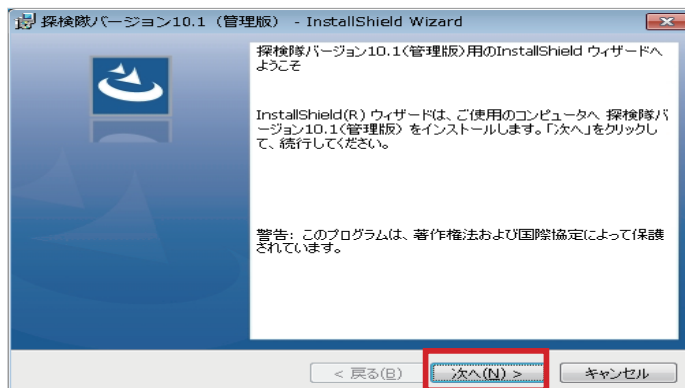 探検隊バージョン10.1（管理版） - InstallShield Wizard
探検隊バージョン10.1(管理版)用のInstallShield ウィザードへ
ようこそ
InstallShield(R) ウィザードは、ご使用のコンピュータへ 探検隊バ
ージョン10.1(管理版) をインストールします。「次へ」をクリックし
て、続行してください。
警告: このプログラムは、著作権法および国際協定によって保護
されています。
< 戻る(B)
次へ(N) >
キャンセル